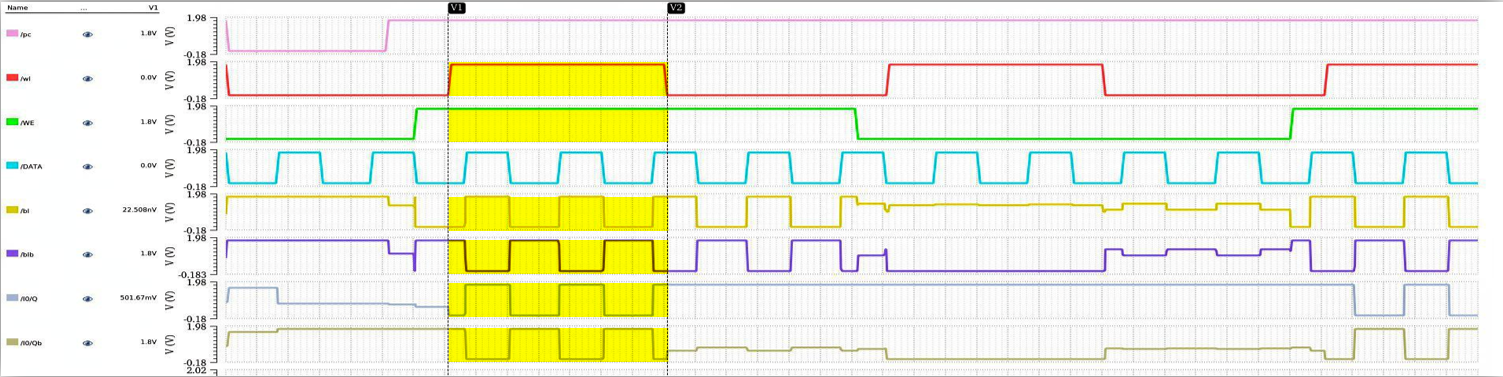 Name ... V1
V1 V2
/pc 1.8V V (V) 1.98 -0.18
/wl 0.0V V (V) 1.98 -0.18
/WE 1.8V V (V) 1.98 -0.18
/DATA 0.0V V (V) 1.98 -0.18
/bl 22.508nV V (V) 1.98 -0.18
/blb 1.8V V (V) 1.98 -0.183
/I0/Q 501.67mV V (V) 1.98 -0.18
/I0/Qb 1.8V V (V) 1.98 -0.18
2.02